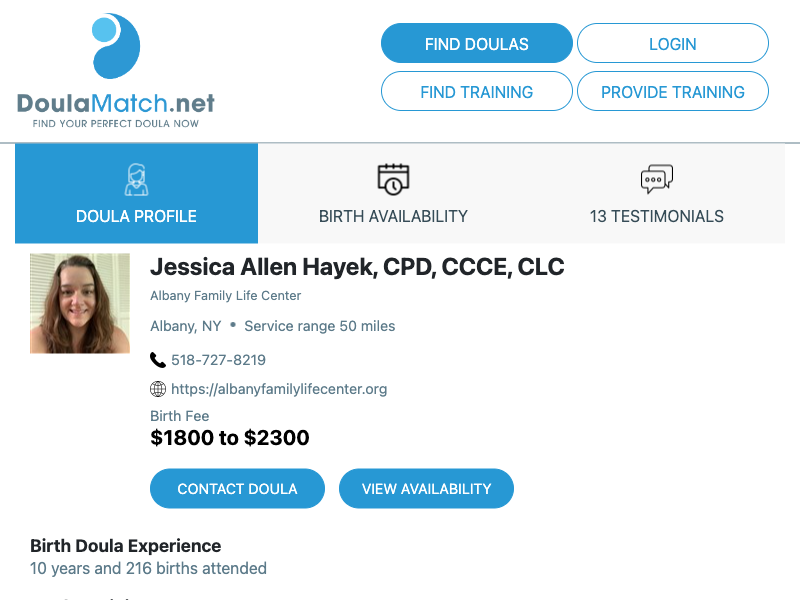 DoulaMatch.net
FIND YOUR PERFECT DOULA NOW
FIND DOULAS
LOGIN
FIND TRAINING
PROVIDE TRAINING
DOULA PROFILE
BIRTH AVAILABILITY
13 TESTIMONIALS
Jessica Allen Hayek, CPD, CCCE, CLC
Albany Family Life Center
Albany, NY • Service range 50 miles
518-727-8219
https://albanyfamilylifecenter.org
Birth Fee
$1800 to $2300
CONTACT DOULA
VIEW AVAILABILITY
Birth Doula Experience
10 years and 216 births attended